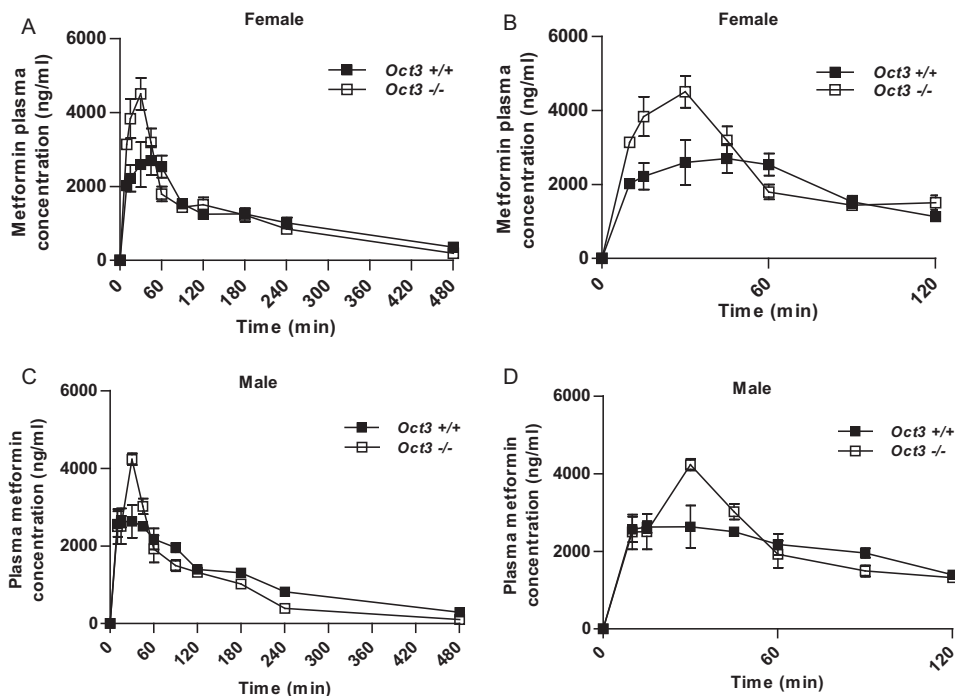 A
Female
Metformin plasma
concentration (ng/ml)
6000
4000
2000
0
Oct3 +/+
Oct3 -/-
0
60
120
180
240
300
360
420
480
Time (min)
B
Female
Metformin plasma
concentration (ng/ml)
6000
4000
2000
0
Oct3 +/+
Oct3 -/-
0
60
120
Time (min)
C
Male
Plasma metformin
concentration (ng/ml)
6000
4000
2000
0
Oct3 +/+
Oct3 -/-
0
60
120
180
240
300
360
420
480
Time (min)
D
Male
Plasma metformin
concentration (ng/ml)
6000
4000
2000
0
Oct3 +/+
Oct3 -/-
0
60
120
Time (min)